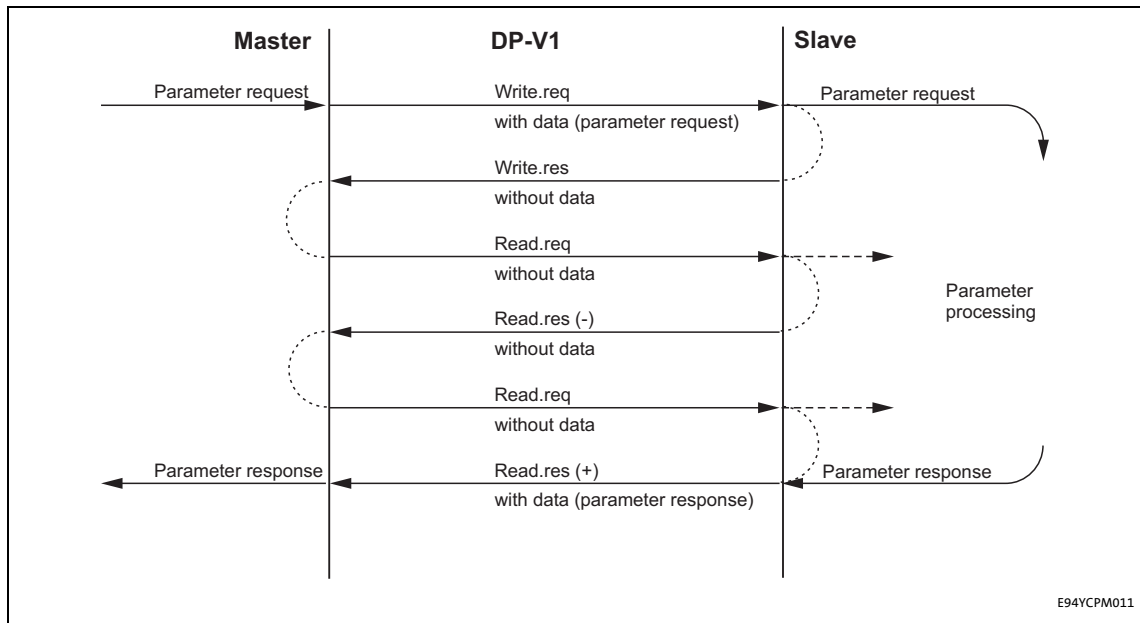 Master DP-V1 Slave
Parameter request Write.req Parameter request
with data (parameter request)
Write.res
without data
Read.req
without data
Parameter
processing
Read.res (-)
without data
Read.req
without data
Parameter response Read.res (+) Parameter response
with data (parameter response)
E94YCPM011